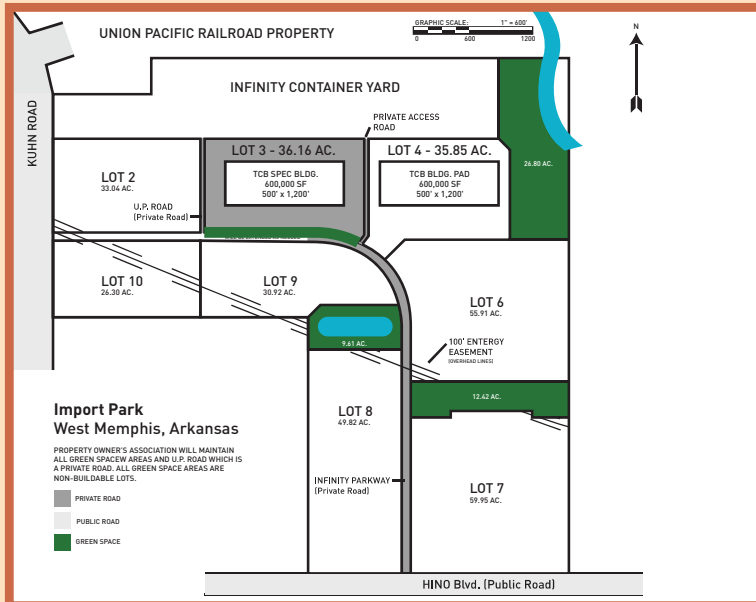 UNION PACIFIC RAILROAD PROPERTY
GRAPHIC SCALE: 1" = 600'
0 600 1200
N
INFINITY CONTAINER YARD
KUHN ROAD
PRIVATE ACCESS
ROAD
LOT 2
33.04 AC.
LOT 3 - 36.16 AC.
TCB SPEC BLDG.
600,000 SF
500' x 1,200'
LOT 4 - 35.85 AC.
TCB BLDG. PAD
600,000 SF
500' x 1,200'
26.80 AC.
U.P. ROAD
(Private Road)
LOT 10
26.30 AC.
LOT 9
30.92 AC.
LOT 6
55.91 AC.
9.61 AC.
100' ENTERGY
EASEMENT
(OVERHEAD LINES)
12.42 AC.
LOT 8
49.82 AC.
Import Park
West Memphis, Arkansas
PROPERTY OWNER'S ASSOCIATION WILL MAINTAIN
ALL GREEN SPACEW AREAS AND U.P. ROAD WHICH IS
A PRIVATE ROAD. ALL GREEN SPACE AREAS ARE
NON-BUILDABLE LOTS.
PRIVATE ROAD
PUBLIC ROAD
GREEN SPACE
INFINITY PARKWAY
(Private Road)
LOT 7
59.95 AC.
HINO Blvd. (Public Road)